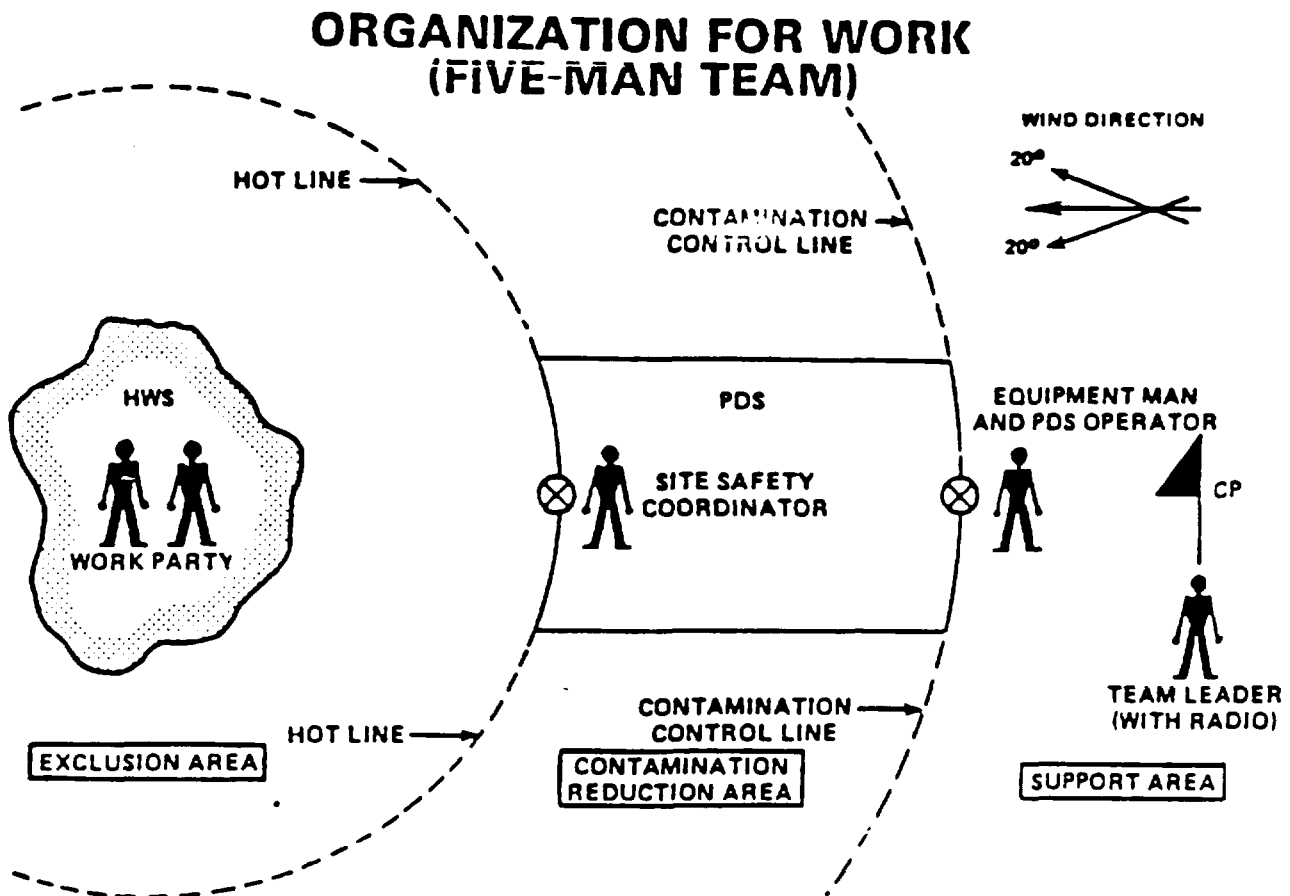 ORGANIZATION FOR WORK
(FIVE-MAN TEAM)
WIND DIRECTION
20°
20°
HOT LINE
CONTAMINATION
CONTROL LINE
HWS
WORK PARTY
PDS
SITE SAFETY
COORDINATOR
EQUIPMENT MAN
AND PDS OPERATOR
CP
TEAM LEADER
(WITH RADIO)
HOT LINE
CONTAMINATION
CONTROL LINE
EXCLUSION AREA
CONTAMINATION
REDUCTION AREA
SUPPORT AREA